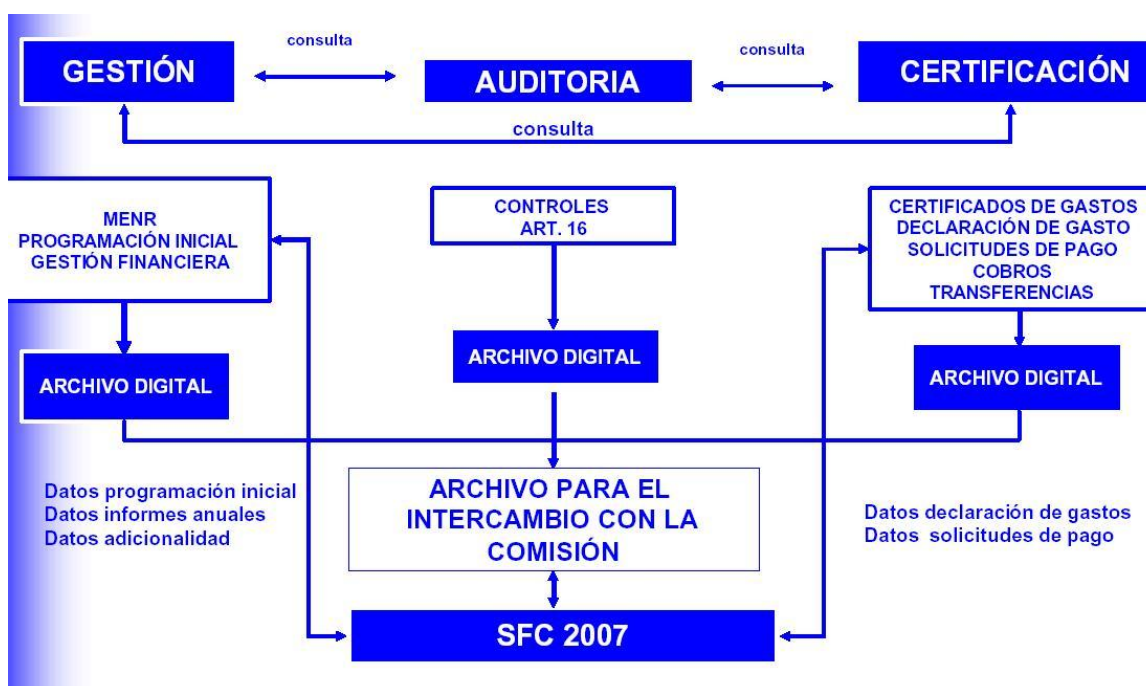 consulta
consulta
GESTIÓN
AUDITORIA
CERTIFICACIÓN
consulta
MENR
PROGRAMACIÓN INICIAL
GESTIÓN FINANCIERA
CONTROLES
ART. 16
CERTIFICADOS DE GASTOS
DECLARACIÓN DE GASTO
SOLICITUDES DE PAGO
COBROS
TRANSFERENCIAS
ARCHIVO DIGITAL
ARCHIVO DIGITAL
ARCHIVO DIGITAL
Datos programación inicial
Datos informes anuales
Datos adicionalidad
ARCHIVO PARA EL
INTERCAMBIO CON LA
COMISIÓN
Datos declaración de gastos
Datos solicitudes de pago
SFC 2007